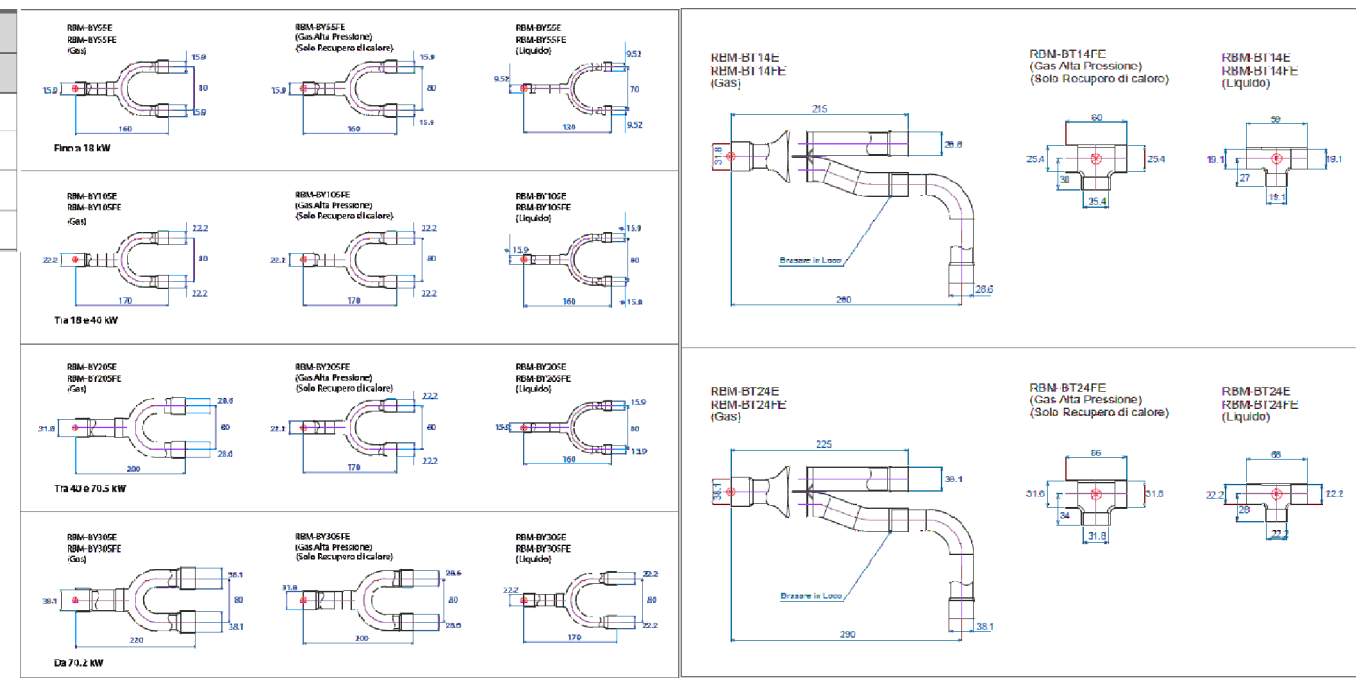 RBM-BY55E
RBM-BY55FE
(Gas)
15.9
15.9
80
15.9
160
RBM-BY55FE
(Gas Alta Pressione)
(Solo Recupero di calore)
15.9
15.9
80
15.9
160
RBM-BY55E
RBM-BY55FE
(Liquido)
9.52
9.52
70
9.52
130
Fino a 18 kW
RBM-BY105E
RBM-BY105FE
(Gas)
22.2
22.2
80
22.2
170
RBM-BY105FE
(Gas Alta Pressione)
(Solo Recupero di calore)
22.2
22.2
80
22.2
170
RBM-BY105E
RBM-BY105FE
(Liquido)
15.9
15.9
80
15.9
160
Tra 18 e 40 kW
RBM-BY205E
RBM-BY205FE
(Gas)
28.6
31.8
80
28.6
200
RBM-BY205FE
(Gas Alta Pressione)
(Solo Recupero di calore)
22.2
22.2
80
22.2
170
RBM-BY205E
RBM-BY205FE
(Liquido)
15.9
15.9
80
15.9
160
Tra 40 e 70.5 kW
RBM-BY305E
RBM-BY305FE
(Gas)
38.1
38.1
80
38.1
220
RBM-BY305FE
(Gas Alta Pressione)
(Solo Recupero di calore)
28.6
31.8
80
28.6
200
RBM-BY305E
RBM-BY305FE
(Liquido)
22.2
22.2
80
22.2
170
Da 70.2 kW
RBM-BT14E
RBM-BT14FE
(Gas)
215
31.8
28.6
Brasare in Loco
28.6
280
RBM-BT14FE
(Gas Alta Pressione)
(Solo Recupero di calore)
60
25.4
25.4
30
25.4
RBM-BT14E
RBM-BT14FE
(Liquido)
50
19.1
19.1
27
19.1
RBM-BT24E
RBM-BT24FE
(Gas)
225
38.1
38.1
Brasare in Loco
38.1
290
RBM-BT24FE
(Gas Alta Pressione)
(Solo Recupero di calore)
66
31.8
31.8
34
31.8
RBM-BT24E
RBM-BT24FE
(Liquido)
66
22.2
22.2
28
22.2